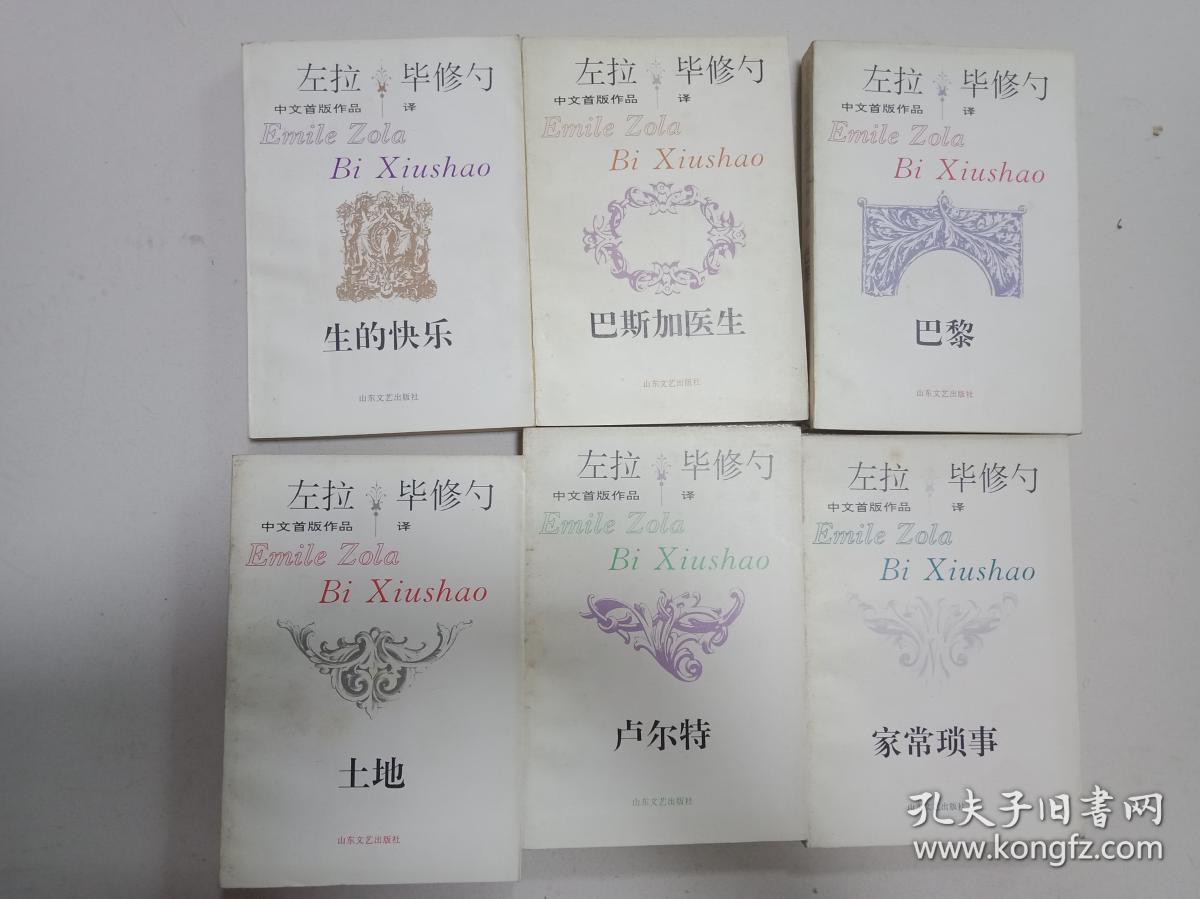 左拉 毕修勺
中文首版作品 译
Emile Zola
Bi Xiushao
生的快乐
山东文艺出版社
左拉 毕修勺
中文首版作品 译
Emile Zola
Bi Xiushao
巴斯加医生
山东文艺出版社
左拉 毕修勺
中文首版作品 译
Emile Zola
Bi Xiushao
巴黎
山东文艺出版社
左拉 毕修勺
中文首版作品 译
Emile Zola
Bi Xiushao
土地
山东文艺出版社
左拉 毕修勺
中文首版作品 译
Emile Zola
Bi Xiushao
卢尔特
山东文艺出版社
左拉 毕修勺
中文首版作品 译
Emile Zola
Bi Xiushao
家常琐事
山东文艺出版社
孔夫子旧书网
www.kongfz.com